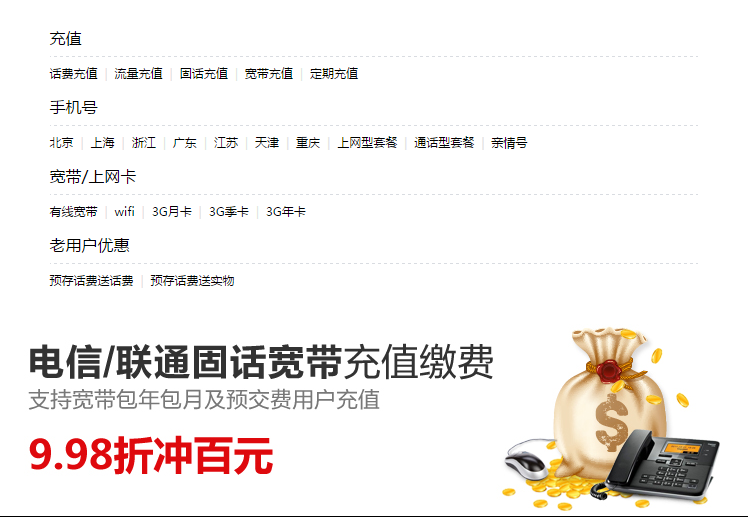 充值
话费充值 | 流量充值 | 固话充值 | 宽带充值 | 定期充值
手机号
北京 | 上海 | 浙江 | 广东 | 江苏 | 天津 | 重庆 | 上网型套餐 | 通话型套餐 | 亲情号
宽带/上网卡
有线宽带 | wifi | 3G月卡 | 3G季卡 | 3G年卡
老用户优惠
预存话费送话费 | 预存话费送实物
电信/联通固话宽带充值缴费
支持宽带包年包月及预交费用户充值
9.98折冲百元
$